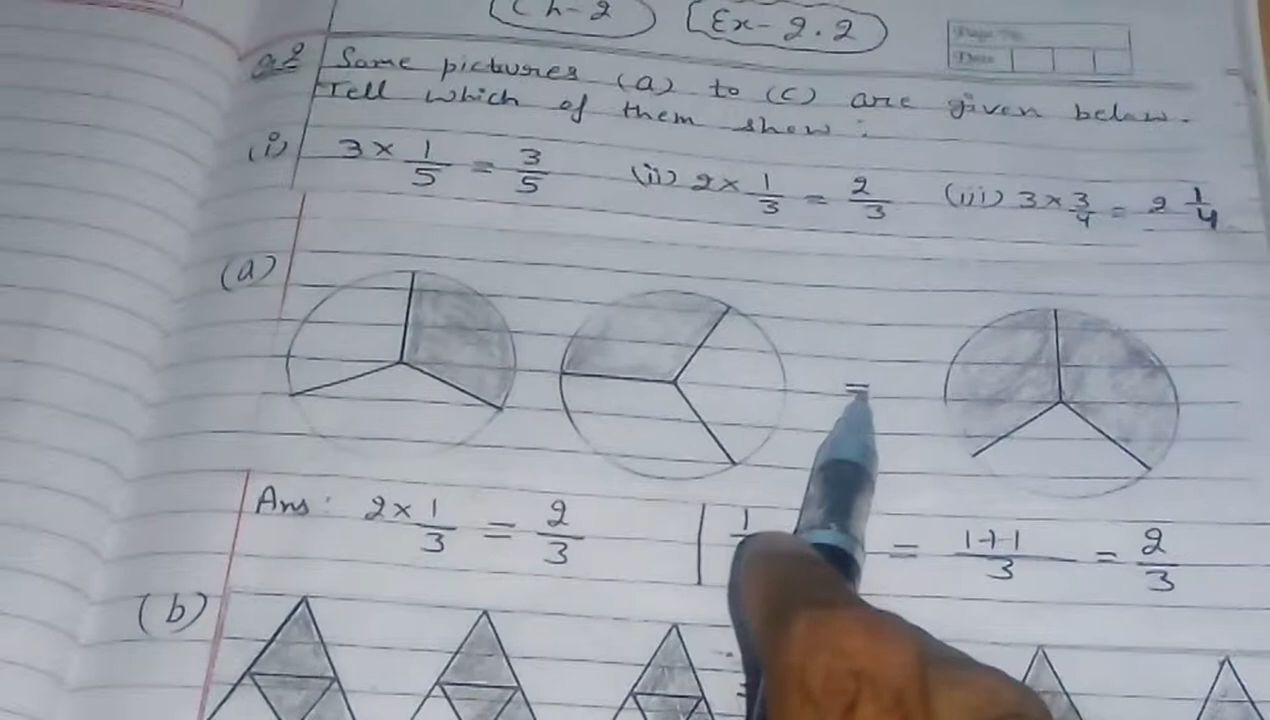 Ch-2 Ex-2.2
Q2 Some pictures (a) to (c) are given below.
Tell which of them show:
(i) 3 × 1/5 = 3/5 (ii) 2 × 1/3 = 2/3 (iii) 3 × 3/4 = 2 1/4
(a)
=
Ans: 2 × 1/3 = 2/3 | 1 = 1+1/3 = 2/3
(b)